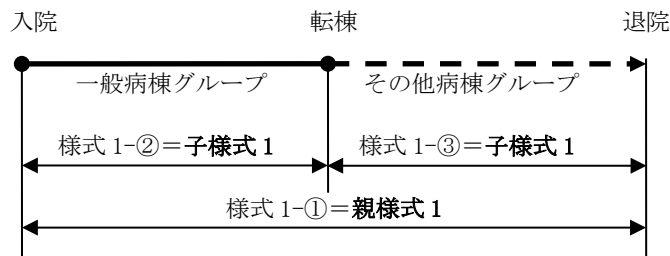 入院 転棟 退院
一般病棟グループ その他病棟グループ
様式 1-②=子様式 1 様式 1-③=子様式 1
様式 1-①=親様式 1